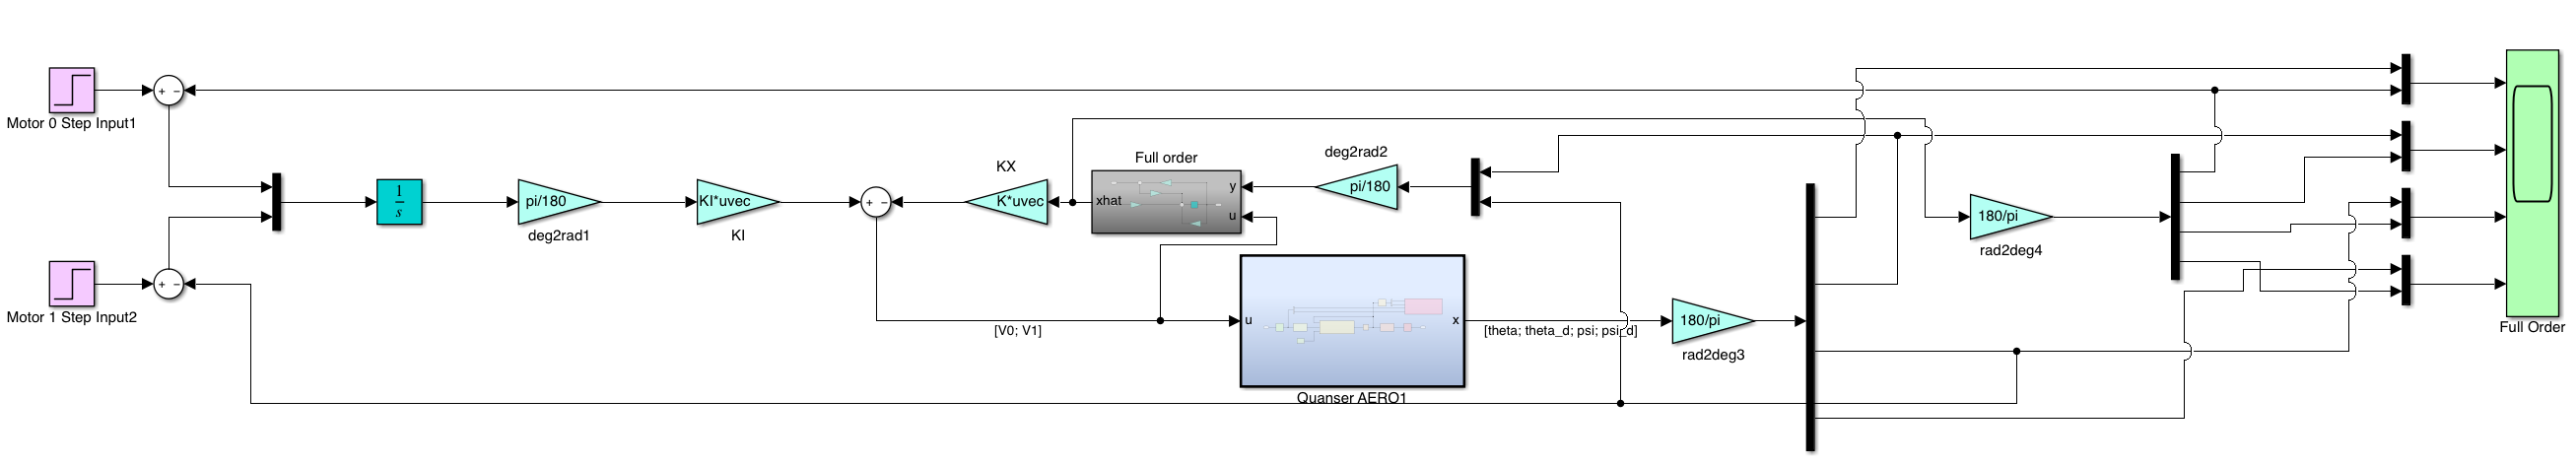 Motor 0 Step Input1
+ −
1
s
pi/180
deg2rad1
KI*uvec
KI
+ −
KX
K*uvec
Full order
xhat
y
u
deg2rad2
pi/180
Motor 1 Step Input2
+ −
[V0; V1]
u
x
Quanser AERO1
[theta; theta_d; psi; psi_d]
180/pi
rad2deg3
180/pi
rad2deg4
Full Order